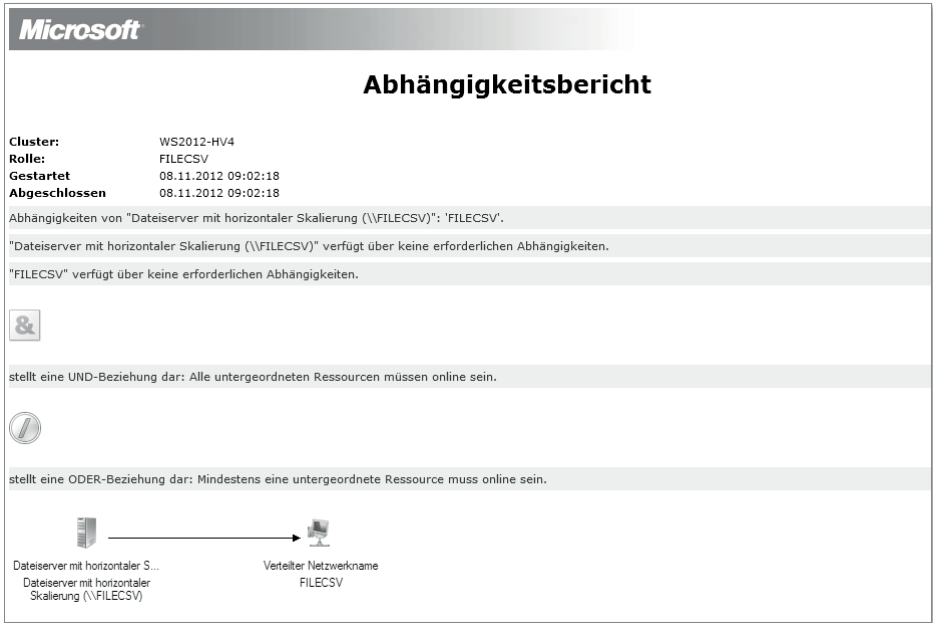 Microsoft
Abhängigkeitsbericht
Cluster: WS2012-HV4
Rolle: FILECSV
Gestartet 08.11.2012 09:02:18
Abgeschlossen 08.11.2012 09:02:18
Abhängigkeiten von "Dateiserver mit horizontaler Skalierung (\\FILECSV)": 'FILECSV'.
"Dateiserver mit horizontaler Skalierung (\\FILECSV)" verfügt über keine erforderlichen Abhängigkeiten.
"FILECSV" verfügt über keine erforderlichen Abhängigkeiten.
&
stellt eine UND-Beziehung dar: Alle untergeordneten Ressourcen müssen online sein.
/
stellt eine ODER-Beziehung dar: Mindestens eine untergeordnete Ressource muss online sein.
Dateiserver mit horizontaler S...
Dateiserver mit horizontaler
Skalierung (\\FILECSV)
Verteilter Netzwerkname
FILECSV